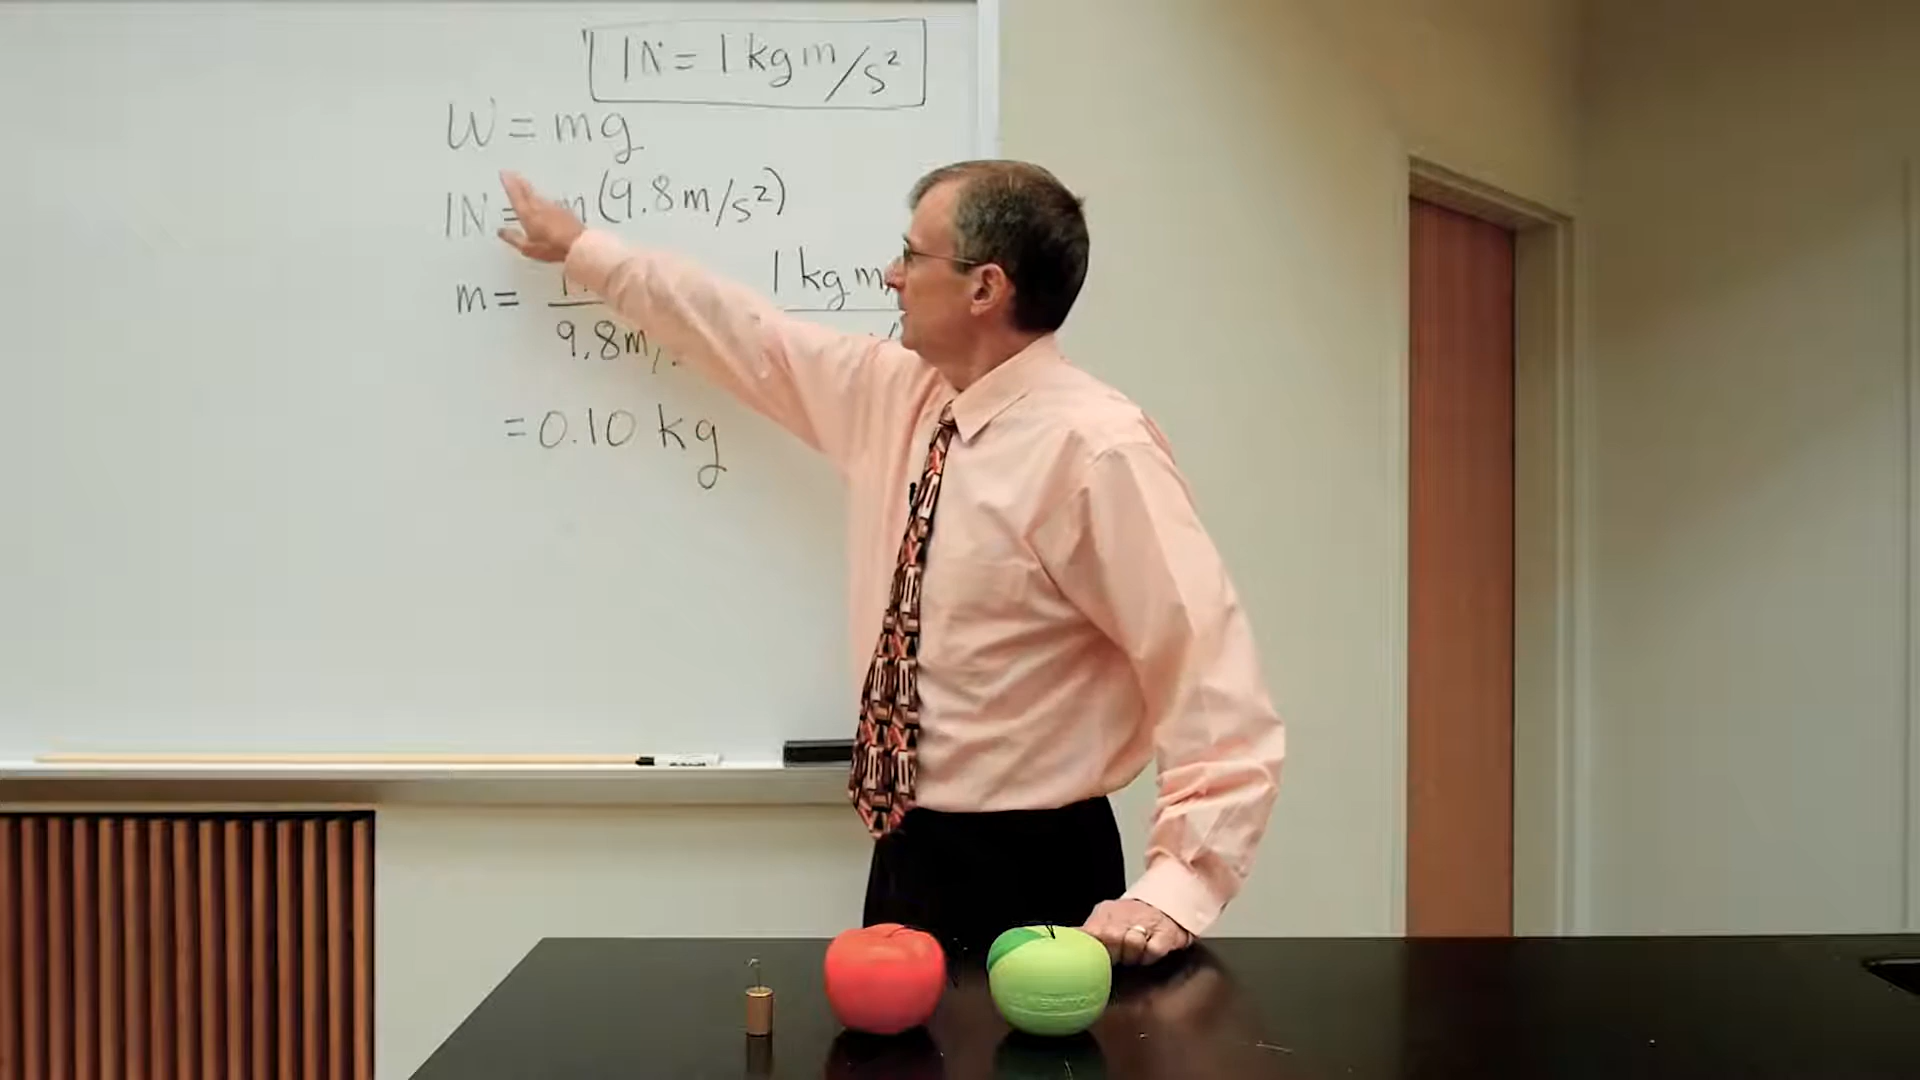 1N = 1 kg m/s²
W = mg
1N = m(9.8 m/s²)
m =
1 kg m
9.8 m/
= 0.10 kg